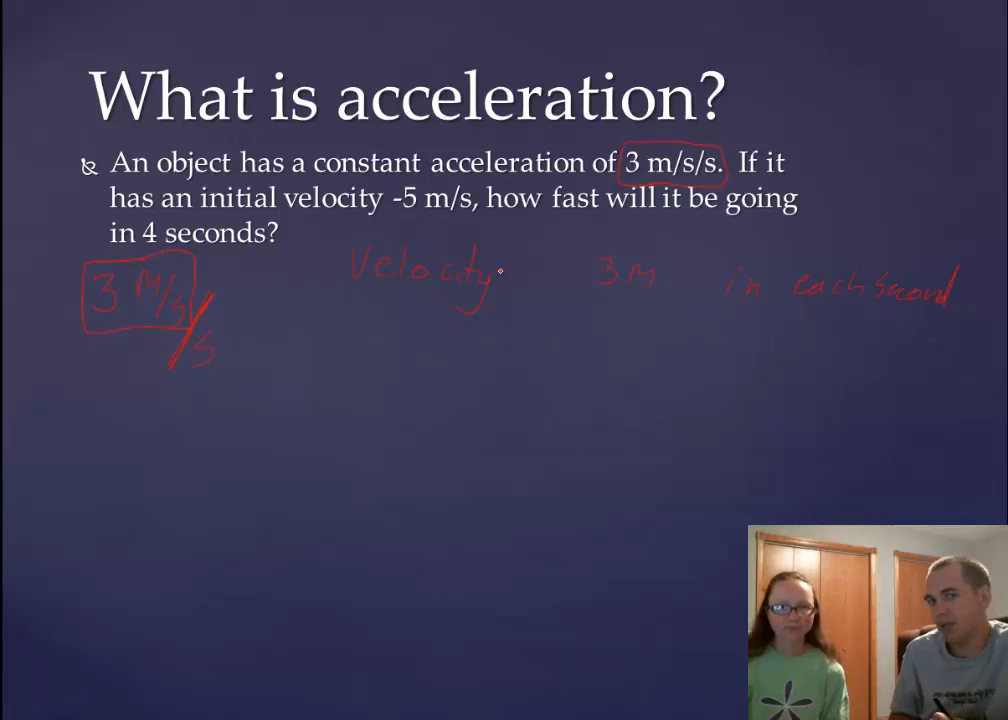 What is acceleration?
An object has a constant acceleration of 3 m/s/s. If it
has an initial velocity -5 m/s, how fast will it be going
in 4 seconds?
velocity 3 M in each second
3 M/s/s